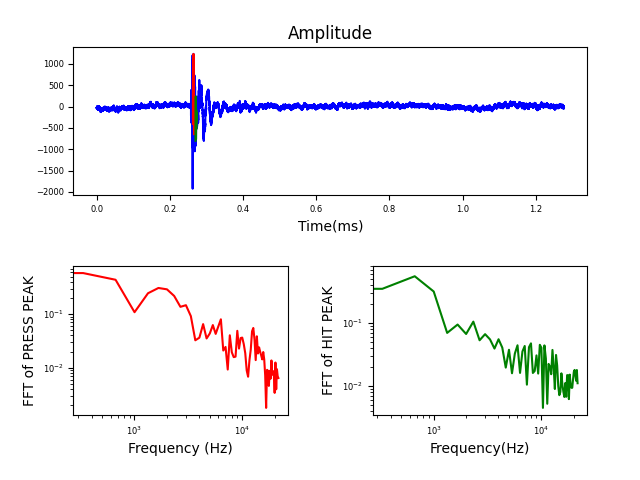 Amplitude
1000
500
0
−500
−1000
−1500
−2000
0.0 0.2 0.4 0.6 0.8 1.0 1.2
Time(ms)
FFT of PRESS PEAK
10⁻¹
10⁻²
10³ 10⁴
Frequency (Hz)
FFT of HIT PEAK
10⁻¹
10⁻²
10³ 10⁴
Frequency(Hz)